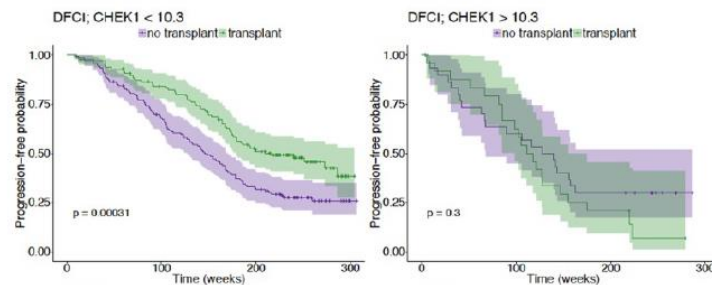 DFCI; CHEK1 < 10.3
no transplant transplant
Progression-free probability
1.00
0.75
0.50
0.25
0.00
p = 0.00031
0 100 200 300
Time (weeks)
DFCI; CHEK1 > 10.3
no transplant transplant
Progression-free probability
1.00
0.75
0.50
0.25
0.00
p = 0.3
0 100 200 300
Time (weeks)